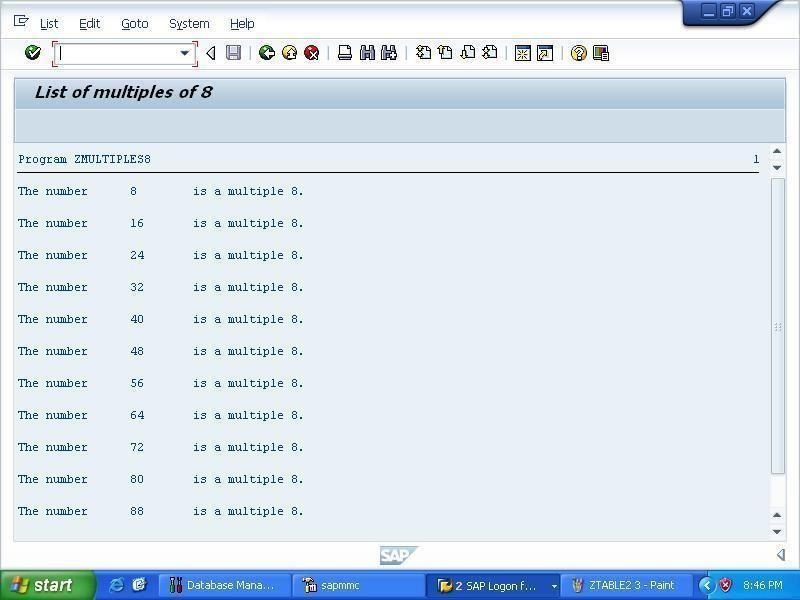 List Edit Goto System Help
List of multiples of 8
Program ZMULTIPLES8 1
The number 8 is a multiple 8.
The number 16 is a multiple 8.
The number 24 is a multiple 8.
The number 32 is a multiple 8.
The number 40 is a multiple 8.
The number 48 is a multiple 8.
The number 56 is a multiple 8.
The number 64 is a multiple 8.
The number 72 is a multiple 8.
The number 80 is a multiple 8.
The number 88 is a multiple 8.
SAP
start Database Mana... sapmmc 2 SAP Logon f... ZTABLE2 3 - Paint 8:46 PM